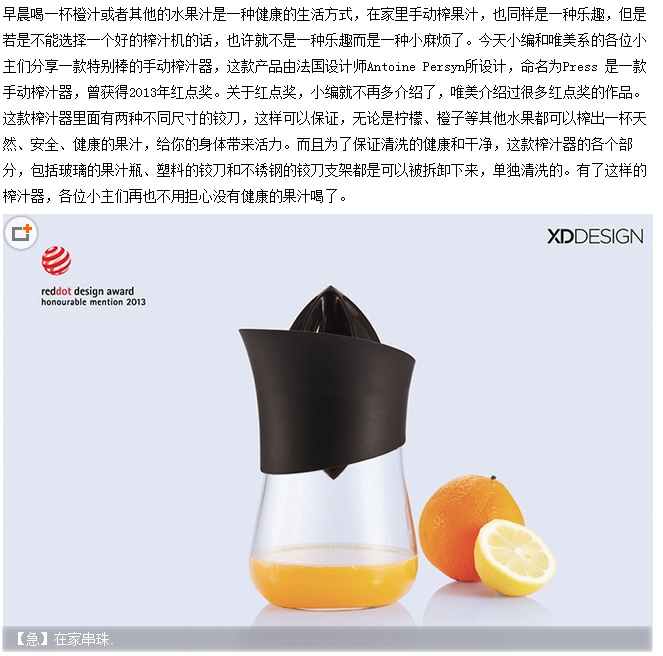 早晨喝一杯橙汁或者其他的水果汁是一种健康的生活方式，在家里手动榨果汁，也同样是一种乐趣，但是
若是不能选择一个好的榨汁机的话，也许就不是一种乐趣而是一种小麻烦了。今天小编和唯美系的各位小
主们分享一款特别棒的手动榨汁器，这款产品由法国设计师Antoine Persyn所设计，命名为Press 是一款
手动榨汁器，曾获得2013年红点奖。关于红点奖，小编就不再多介绍了，唯美介绍过很多红点奖的作品。
这款榨汁器里面有两种不同尺寸的铰刀，这样可以保证，无论是柠檬、橙子等其他水果都可以榨出一杯天
然、安全、健康的果汁，给你的身体带来活力。而且为了保证清洗的健康和干净，这款榨汁器的各个部
分，包括玻璃的果汁瓶、塑料的铰刀和不锈钢的铰刀支架都是可以被拆卸下来，单独清洗的。有了这样的
榨汁器，各位小主们再也不用担心没有健康的果汁喝了。
XDDESIGN
reddot design award
honourable mention 2013
【急】在家串珠.